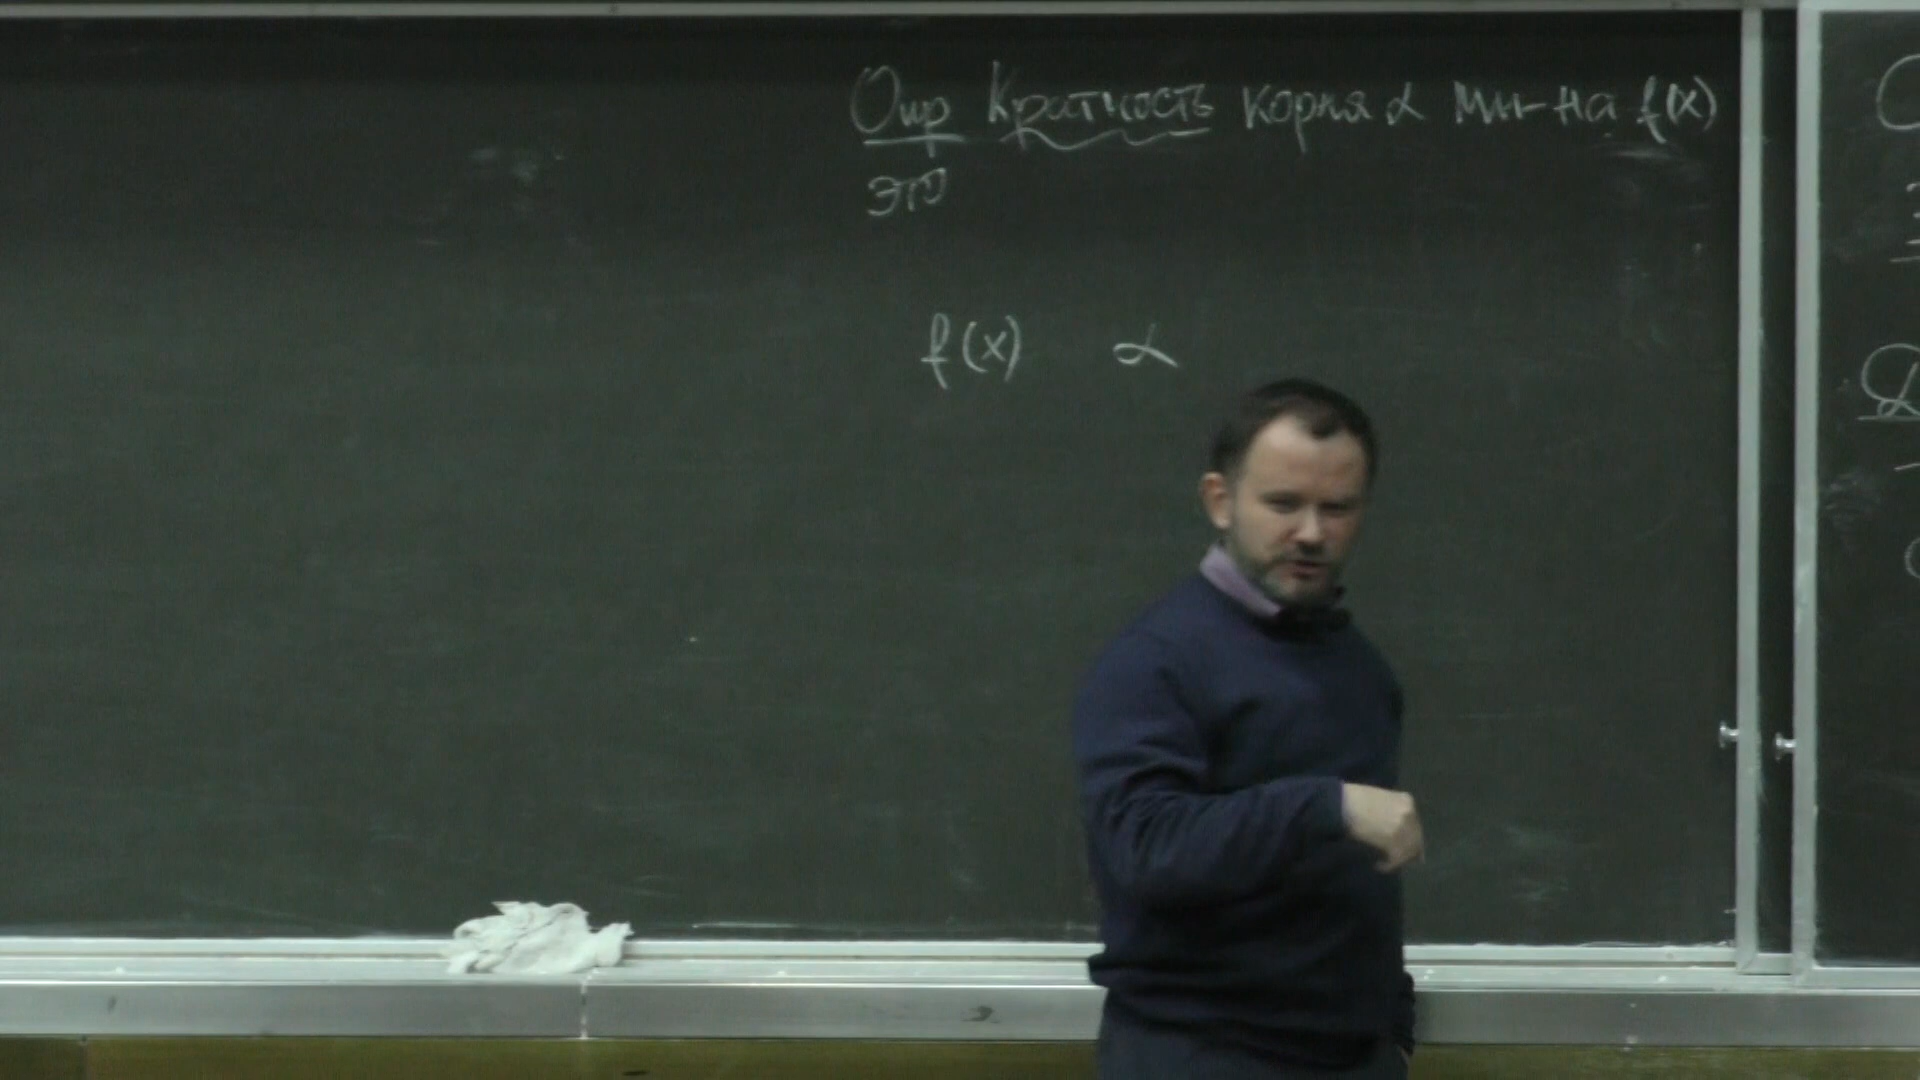 Опр Кратность корня α мн-на f(x)
это
f(x) α